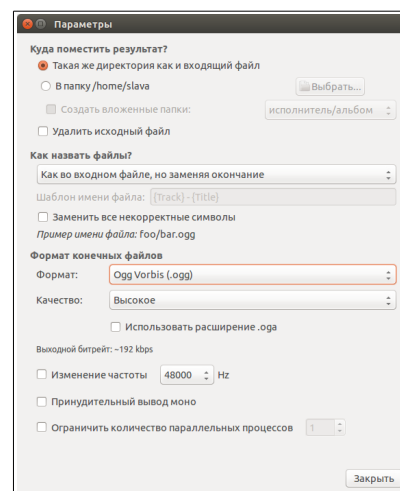 Параметры
Куда поместить результат?
Такая же директория как и входящий файл
В папку /home/slava
Выбрать...
Создать вложенные папки:
исполнитель/альбом
Удалить исходный файл
Как назвать файлы?
Как во входном файле, но заменяя окончание
Шаблон имени файла: {Track} - {Title}
Заменить все некорректные символы
Пример имени файла: foo/bar.ogg
Формат конечных файлов
Формат: Ogg Vorbis (.ogg)
Качество: Высокое
Использовать расширение .oga
Выходной битрейт: ~192 kbps
Изменение частоты 48000 Hz
Принудительный вывод моно
Ограничить количество параллельных процессов 1
Закрыть